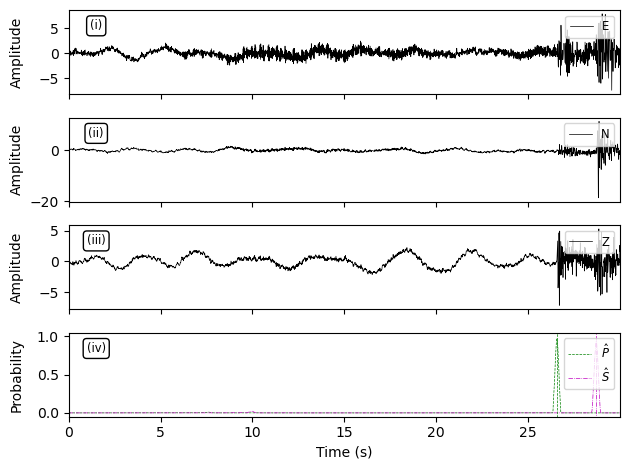 (i)
E
Amplitude
5
0
−5
(ii)
N
Amplitude
0
−20
(iii)
Z
Amplitude
5
0
−5
(iv)
P̂
Ŝ
Probability
1.0
0.5
0.0
0 5 10 15 20 25
Time (s)